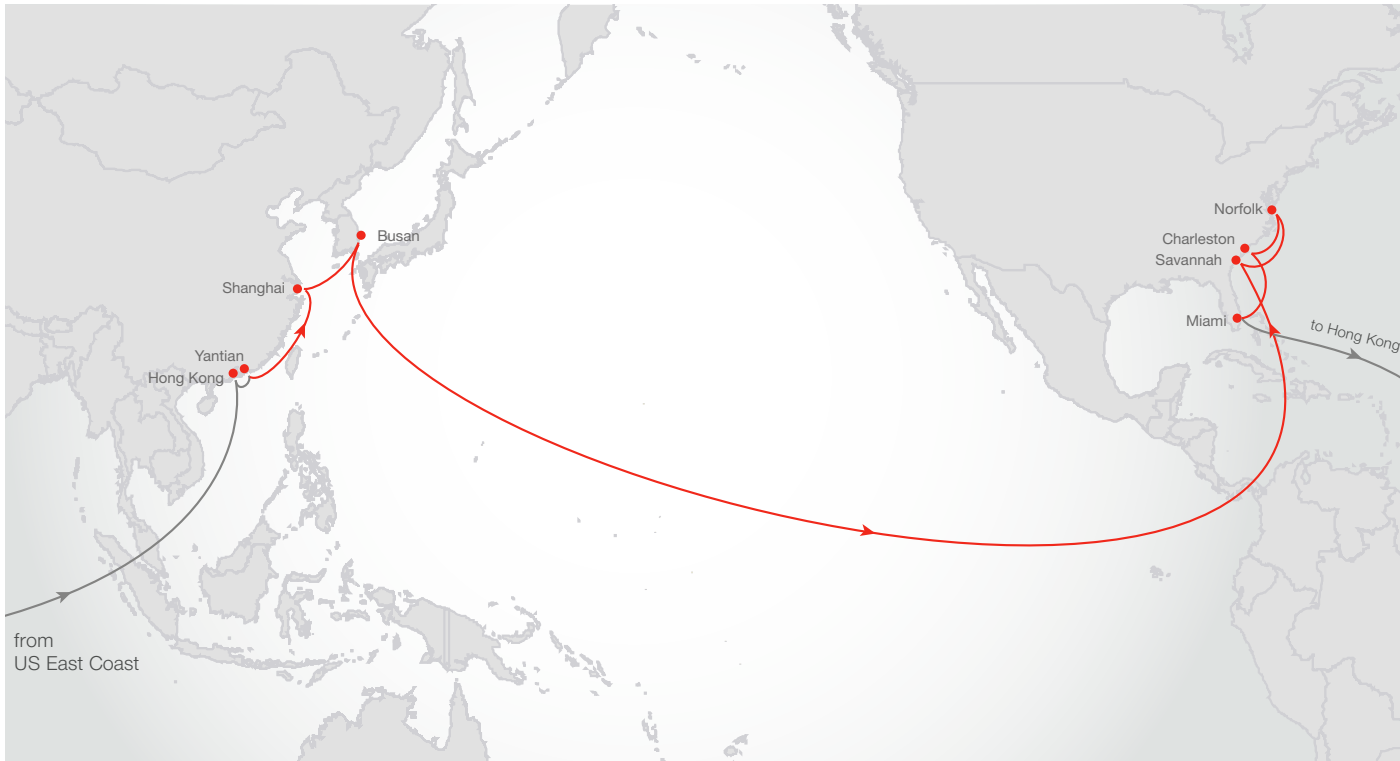 Norfolk
Charleston
Savannah
Miami
to Hong Kong
Busan
Shanghai
Yantian
Hong Kong
from
US East Coast